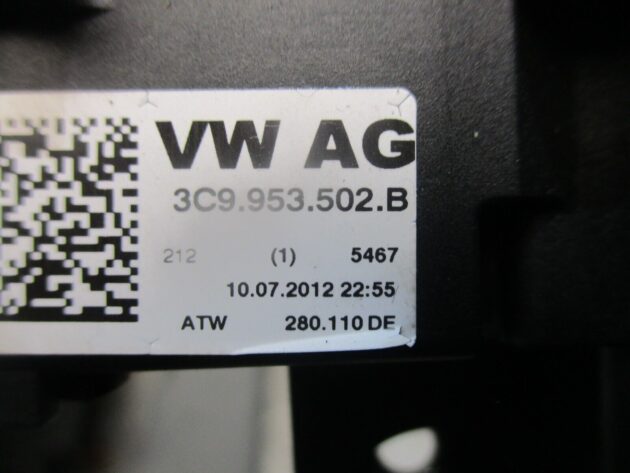 VW AG
3C9.953.502.B
212 (1) 5467
10.07.2012 22:55
ATW 280.110 DE